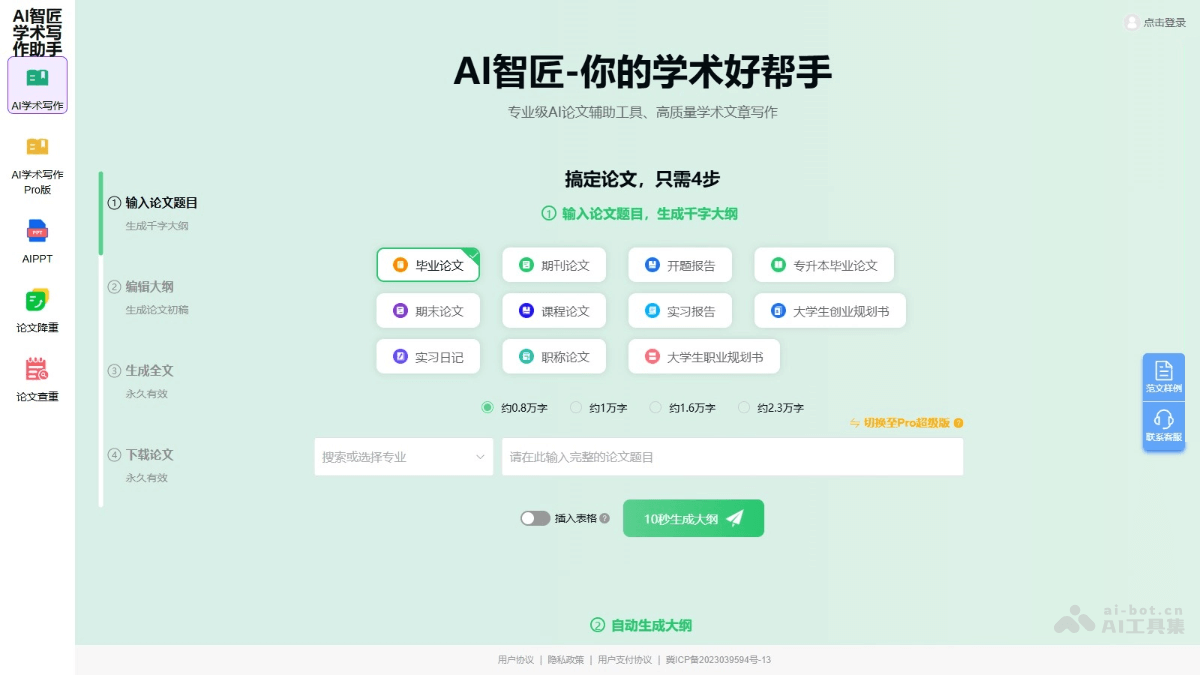 AI智匠
学术写
作助手
AI学术写作
AI学术写作
Pro版
PPT
AIPPT
论文降重
论文查重
点击登录
AI智匠-你的学术好帮手
专业级AI论文辅助工具、高质量学术文章写作
① 输入论文题目
生成千字大纲
② 编辑大纲
生成论文初稿
③ 生成全文
永久有效
④ 下载论文
永久有效
搞定论文，只需4步
① 输入论文题目，生成千字大纲
毕业论文
期刊论文
开题报告
专升本毕业论文
期末论文
课程论文
实习报告
大学生创业规划书
实习日记
职称论文
大学生职业规划书
约0.8万字
约1万字
约1.6万字
约2.3万字
切换至Pro超级版 ?
搜索或选择专业
请在此输入完整的论文题目
插入表格 ?
10秒生成大纲
② 自动生成大纲
范文样例
联系客服
ai-bot.cn
AI工具集
用户协议 | 隐私政策 | 用户支付协议 | 冀ICP备2023039594号-13